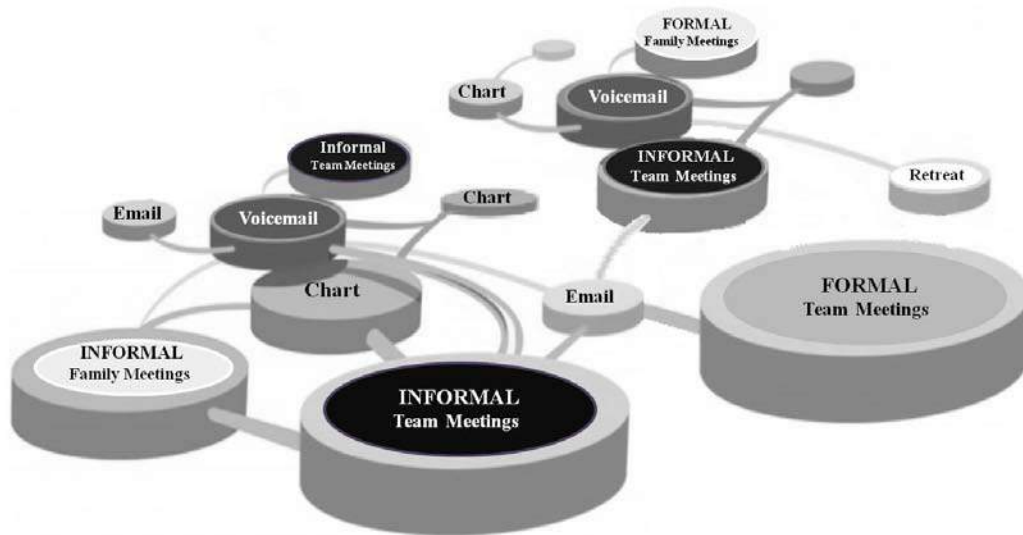 FORMAL
Family Meetings
Chart
Voicemail
Informal
Team Meetings
INFORMAL
Team Meetings
Retreat
Email
Voicemail
Chart
Chart
Email
FORMAL
Team Meetings
INFORMAL
Family Meetings
INFORMAL
Team Meetings